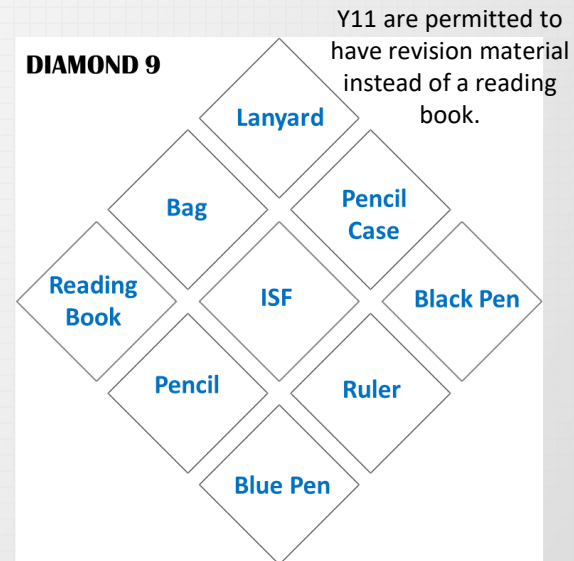 Y11 are permitted to
have revision material
instead of a reading
book.
DIAMOND 9
Lanyard
Bag
Pencil
Case
Reading
Book
ISF
Black Pen
Pencil
Ruler
Blue Pen